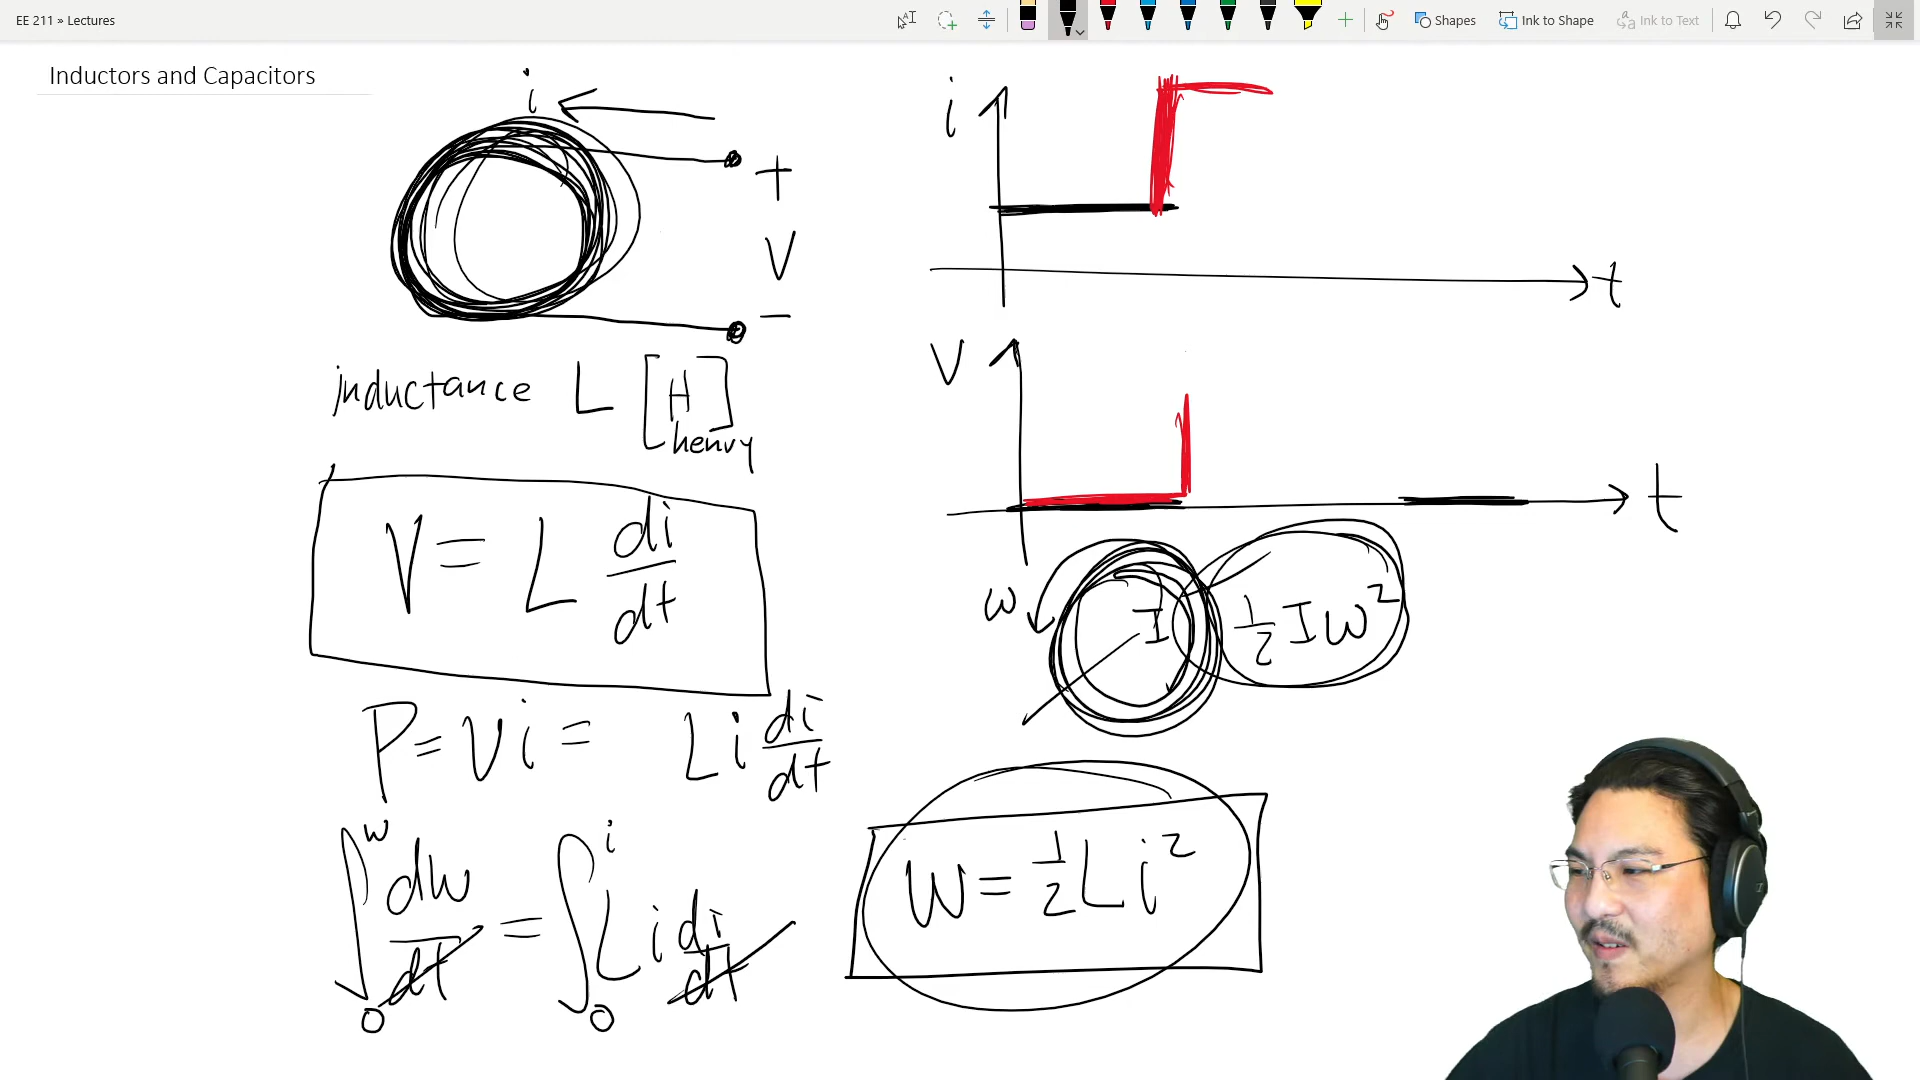 EE 211 » Lectures
Shapes
Ink to Shape
Ink to Text
Inductors and Capacitors
i
+
V
-
inductance L [H]
henry
V = L di/dt
P = Vi = Li di/dt
∫₀ʷ dw/dt = ∫₀ⁱ L i di/dt
i
t
V
t
ω
I
½Iω²
W = ½Li²